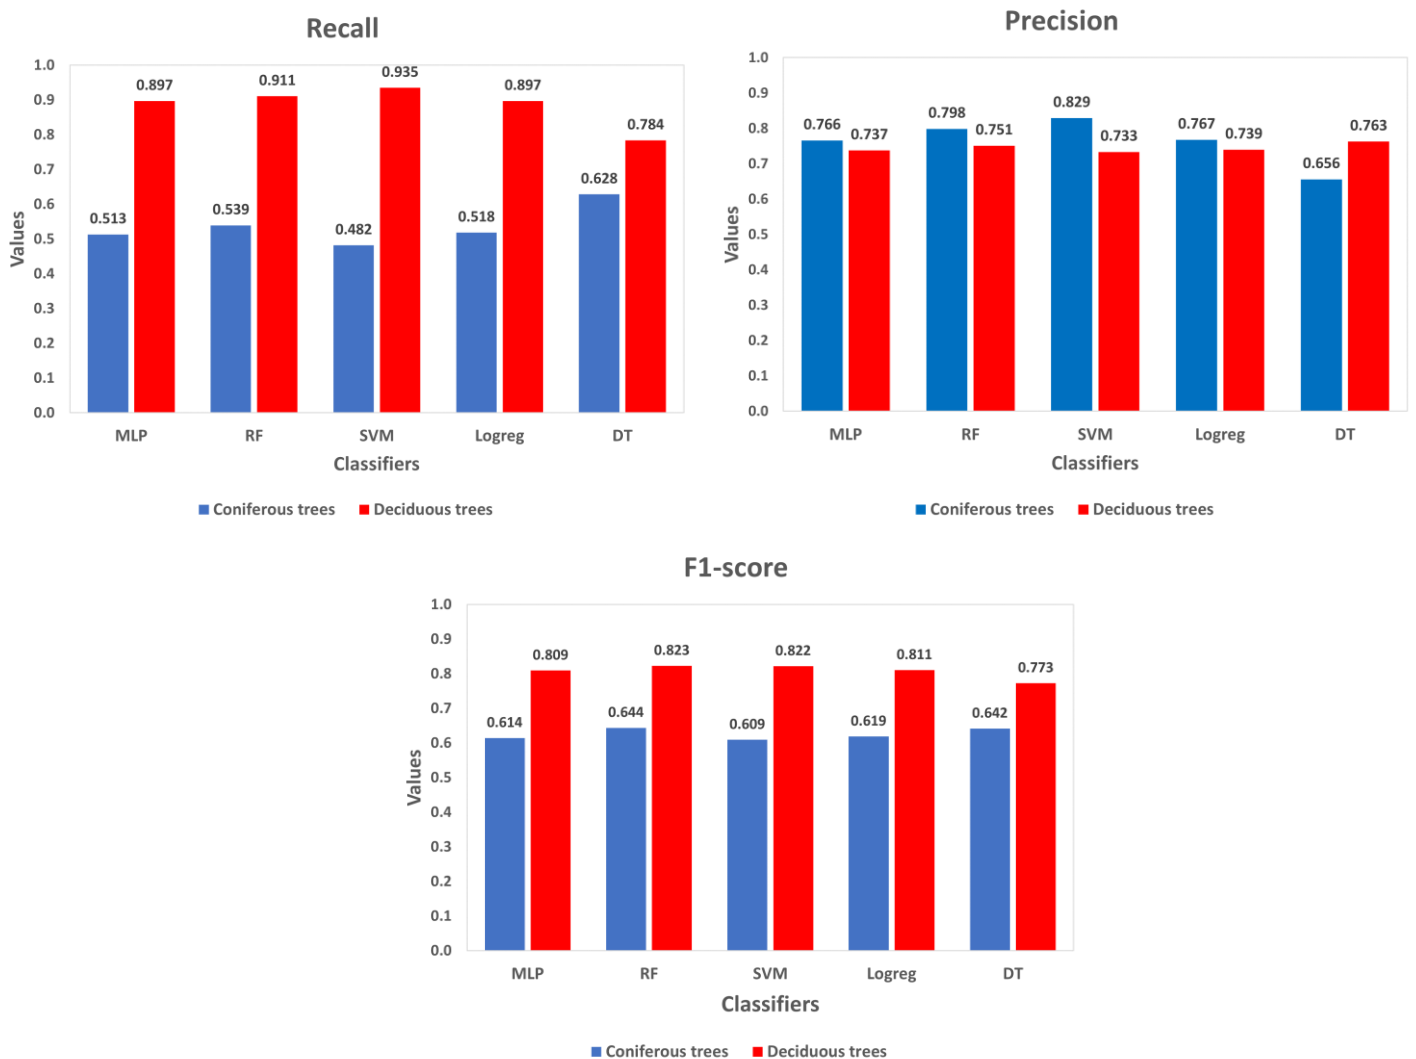 Recall
1.0
0.9
0.8
0.7
0.6
0.5
0.4
0.3
0.2
0.1
0.0
Values
0.513 0.897 0.539 0.911 0.482 0.935 0.518 0.897 0.628 0.784
MLP RF SVM Logreg DT
Classifiers
Coniferous trees Deciduous trees
Precision
1.0
0.9
0.8
0.7
0.6
0.5
0.4
0.3
0.2
0.1
0.0
Values
0.766 0.737 0.798 0.751 0.829 0.733 0.767 0.739 0.656 0.763
MLP RF SVM Logreg DT
Classifiers
Coniferous trees Deciduous trees
F1-score
1.0
0.9
0.8
0.7
0.6
0.5
0.4
0.3
0.2
0.1
0.0
Values
0.614 0.809 0.644 0.823 0.609 0.822 0.619 0.811 0.642 0.773
MLP RF SVM Logreg DT
Classifiers
Coniferous trees Deciduous trees